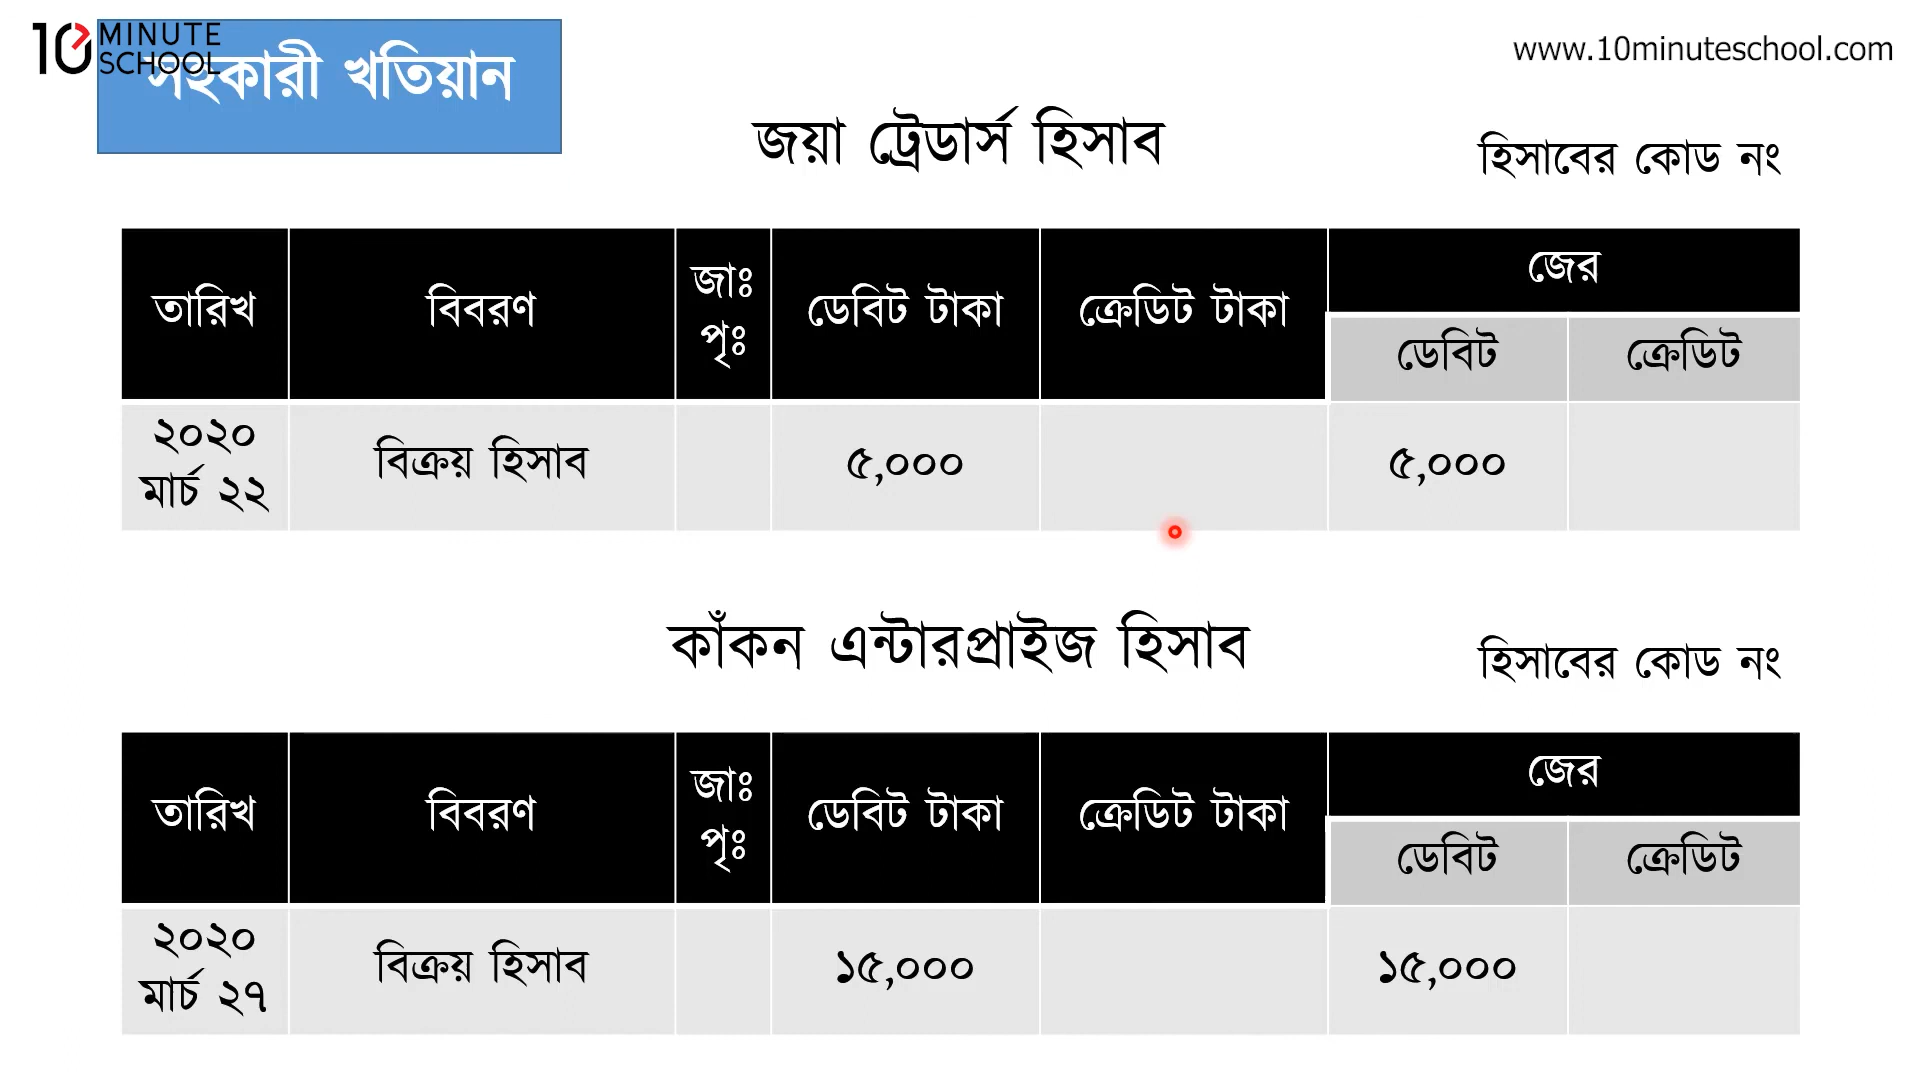 10 MINUTE SCHOOL
www.10minuteschool.com
সহকারী খতিয়ান
জয়া ট্রেডার্স হিসাব
হিসাবের কোড নং
তারিখ বিবরণ জাঃ পৃঃ ডেবিট টাকা ক্রেডিট টাকা জের
ডেবিট ক্রেডিট
২০২০ মার্চ ২২ বিক্রয় হিসাব ৫,০০০ ৫,০০০
কাঁকন এন্টারপ্রাইজ হিসাব
হিসাবের কোড নং
তারিখ বিবরণ জাঃ পৃঃ ডেবিট টাকা ক্রেডিট টাকা জের
ডেবিট ক্রেডিট
২০২০ মার্চ ২৭ বিক্রয় হিসাব ১৫,০০০ ১৫,০০০